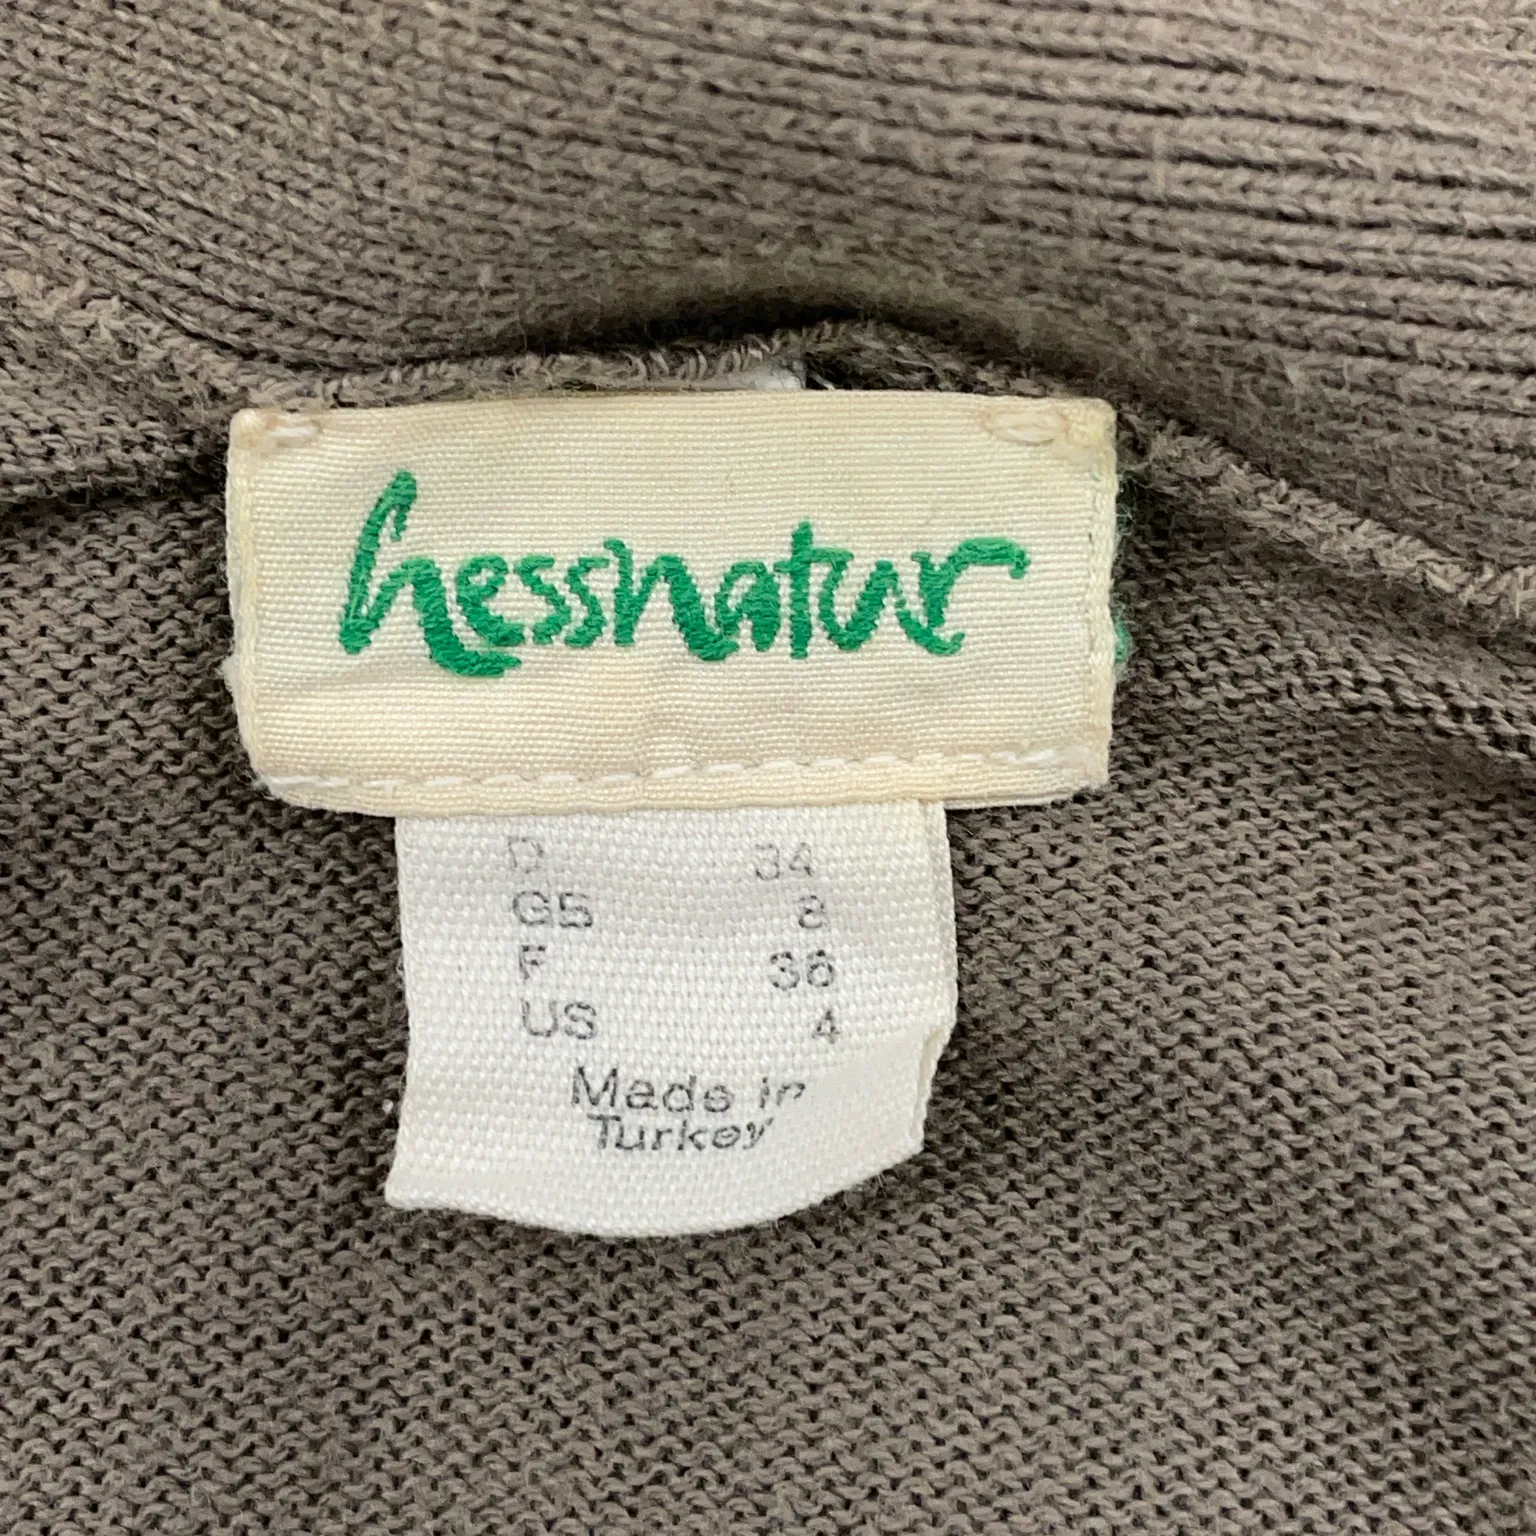 hessnatur
D 34
GB 8
F 36
US 4
Made in
Turkey